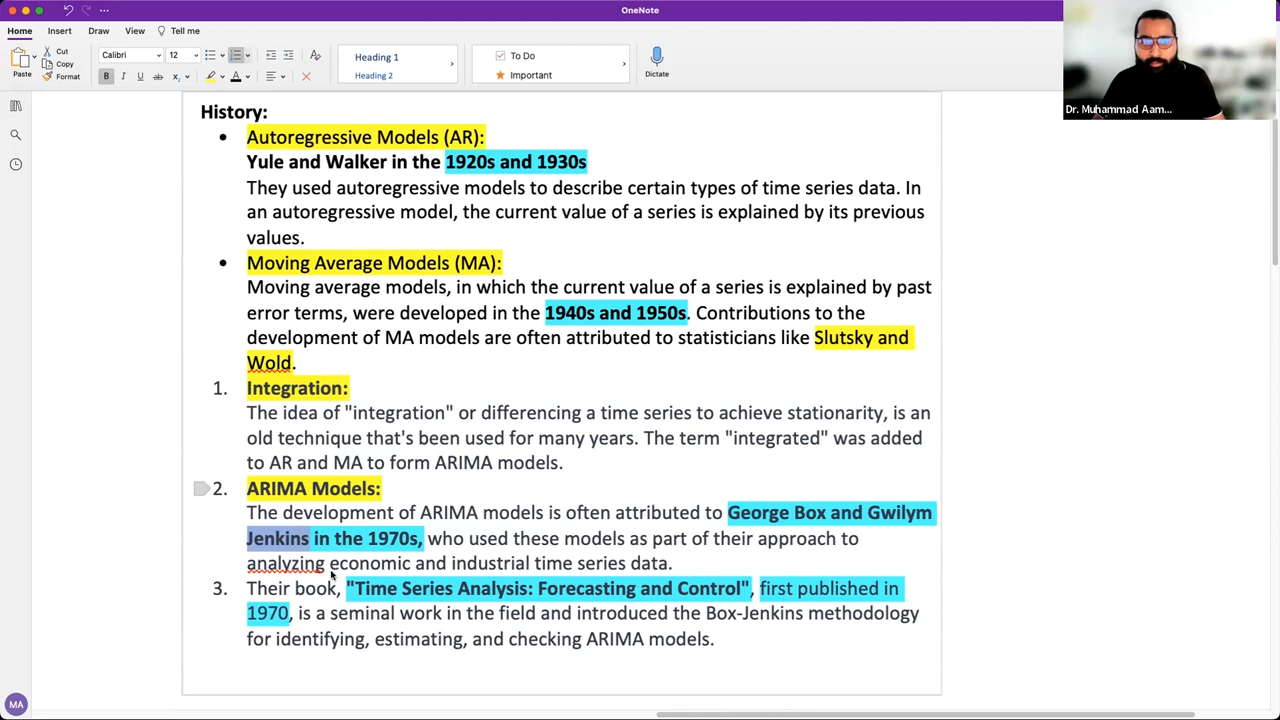 OneNote
Home Insert Draw View Tell me
Paste
Cut
Copy
Format
Calibri 12
B I U ab x
A
Heading 1
Heading 2
To Do
Important
Dictate
Dr. Muhammad Aam...
History:
Autoregressive Models (AR):
Yule and Walker in the 1920s and 1930s
They used autoregressive models to describe certain types of time series data. In
an autoregressive model, the current value of a series is explained by its previous
values.
Moving Average Models (MA):
Moving average models, in which the current value of a series is explained by past
error terms, were developed in the 1940s and 1950s. Contributions to the
development of MA models are often attributed to statisticians like Slutsky and
Wold.
1. Integration:
The idea of "integration" or differencing a time series to achieve stationarity, is an
old technique that's been used for many years. The term "integrated" was added
to AR and MA to form ARIMA models.
2. ARIMA Models:
The development of ARIMA models is often attributed to George Box and Gwilym
Jenkins in the 1970s, who used these models as part of their approach to
analyzing economic and industrial time series data.
3. Their book, "Time Series Analysis: Forecasting and Control", first published in
1970, is a seminal work in the field and introduced the Box-Jenkins methodology
for identifying, estimating, and checking ARIMA models.
MA